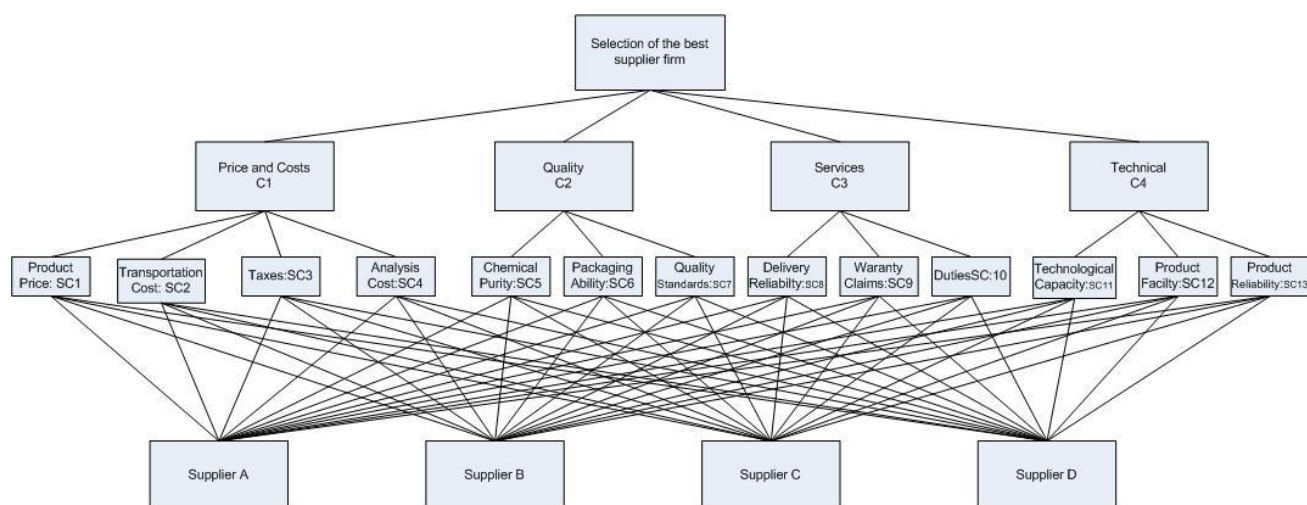 Selection of the best
supplier firm
Price and Costs
C1
Quality
C2
Services
C3
Technical
C4
Product
Price: SC1
Transportation
Cost: SC2
Taxes:SC3
Analysis
Cost:SC4
Chemical
Purity:SC5
Packaging
Ability:SC6
Quality
Standards:SC7
Delivery
Reliabilty:SC8
Waranty
Claims:SC9
DutiesSC:10
Technological
Capacity:SC11
Product
Facilty:SC12
Product
Reliability:SC13
Supplier A
Supplier B
Supplier C
Supplier D